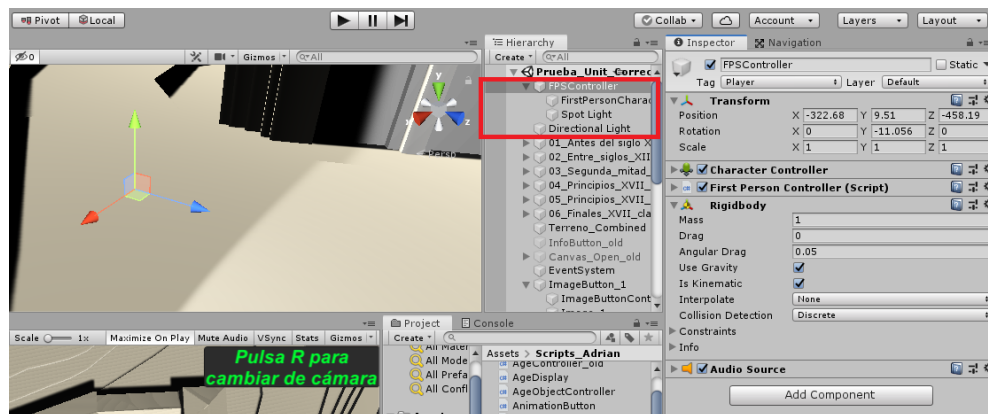 Pivot Local Collab Account Layers Layout
Hierarchy Inspector Navigation
0 Gizmos All Create All FPSController Static
Prueba_Unit_Correc Tag Player Layer Default
FPSController
FirstPersonCharac Transform
Spot Light Position X -322.68 Y 9.51 Z -458.19
Directional Light Rotation X 0 Y -11.056 Z 0
01_Antes del siglo X Scale X 1 Y 1 Z 1
y x z Persp
02_Entre_siglos_XII
03_Segunda_mitad_ Character Controller
04_Principios_XVII_ First Person Controller (Script)
05_Principios_XVII_ Rigidbody
06_Finales_XVII_cla Mass 1
Terreno_Combined Drag 0
InfoButton_old Angular Drag 0.05
Canvas_Open_old Use Gravity
EventSystem Is Kinematic
ImageButton_1 Interpolate None
ImageButtonCont Collision Detection Discrete
Constraints
Project Console
Scale 1x Maximize On Play Mute Audio VSync Stats Gizmos Create Info
All Mater Assets > Scripts_Adrian
All Mode AgeController_old Audio Source
Pulsa R para All Prefa AgeDisplay
cambiar de cámara All Confl AgeObjectController Add Component
AnimationButton